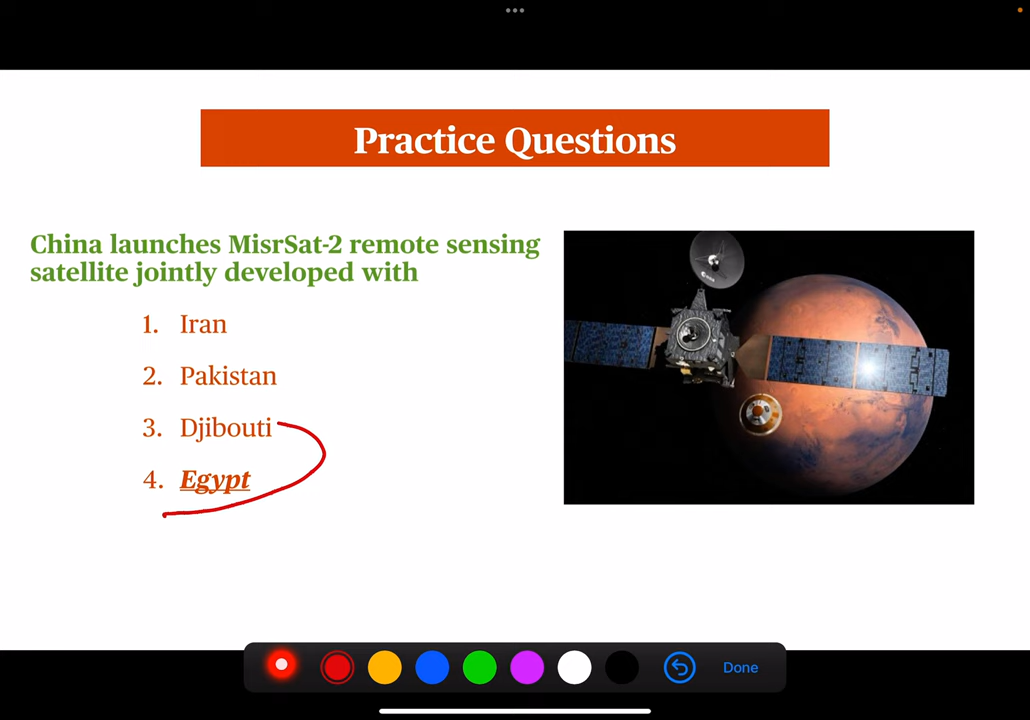 Practice Questions
China launches MisrSat-2 remote sensing
satellite jointly developed with
1. Iran
2. Pakistan
3. Djibouti
4. Egypt
Done